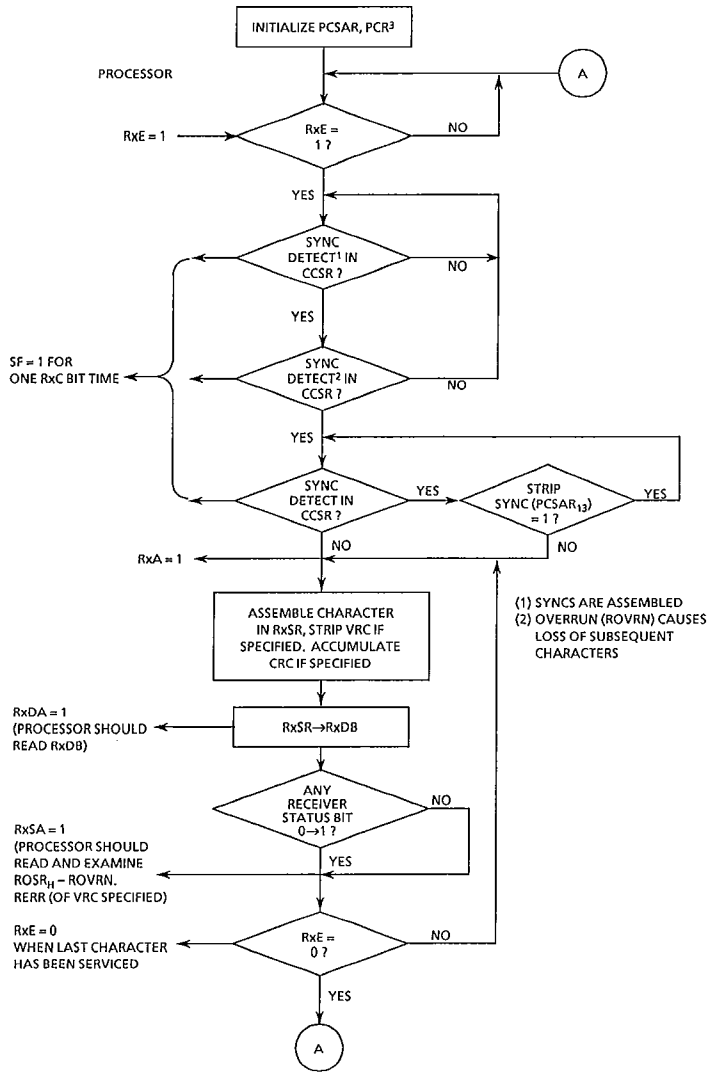 INITIALIZE PCSAR, PCR³
PROCESSOR
A
RxE = 1
RxE =
1 ?
NO
YES
SYNC
DETECT¹ IN
CCSR ?
NO
YES
SF = 1 FOR
ONE RxC BIT TIME
SYNC
DETECT² IN
CCSR ?
NO
YES
SYNC
DETECT IN
CCSR ?
YES
STRIP
SYNC (PCSAR₁₃)
= 1 ?
YES
NO
NO
RxA = 1
ASSEMBLE CHARACTER
IN RxSR, STRIP VRC IF
SPECIFIED. ACCUMULATE
CRC IF SPECIFIED
(1) SYNCS ARE ASSEMBLED
(2) OVERRUN (ROVRN) CAUSES
LOSS OF SUBSEQUENT
CHARACTERS
RxDA = 1
(PROCESSOR SHOULD
READ RxDB)
RxSR→RxDB
ANY
RECEIVER
STATUS BIT
0→1 ?
NO
YES
RxSA = 1
(PROCESSOR SHOULD
READ AND EXAMINE
ROSR_H – ROVRN.
RERR (OF VRC SPECIFIED)
RxE = 0
WHEN LAST CHARACTER
HAS BEEN SERVICED
RxE =
0 ?
NO
YES
A